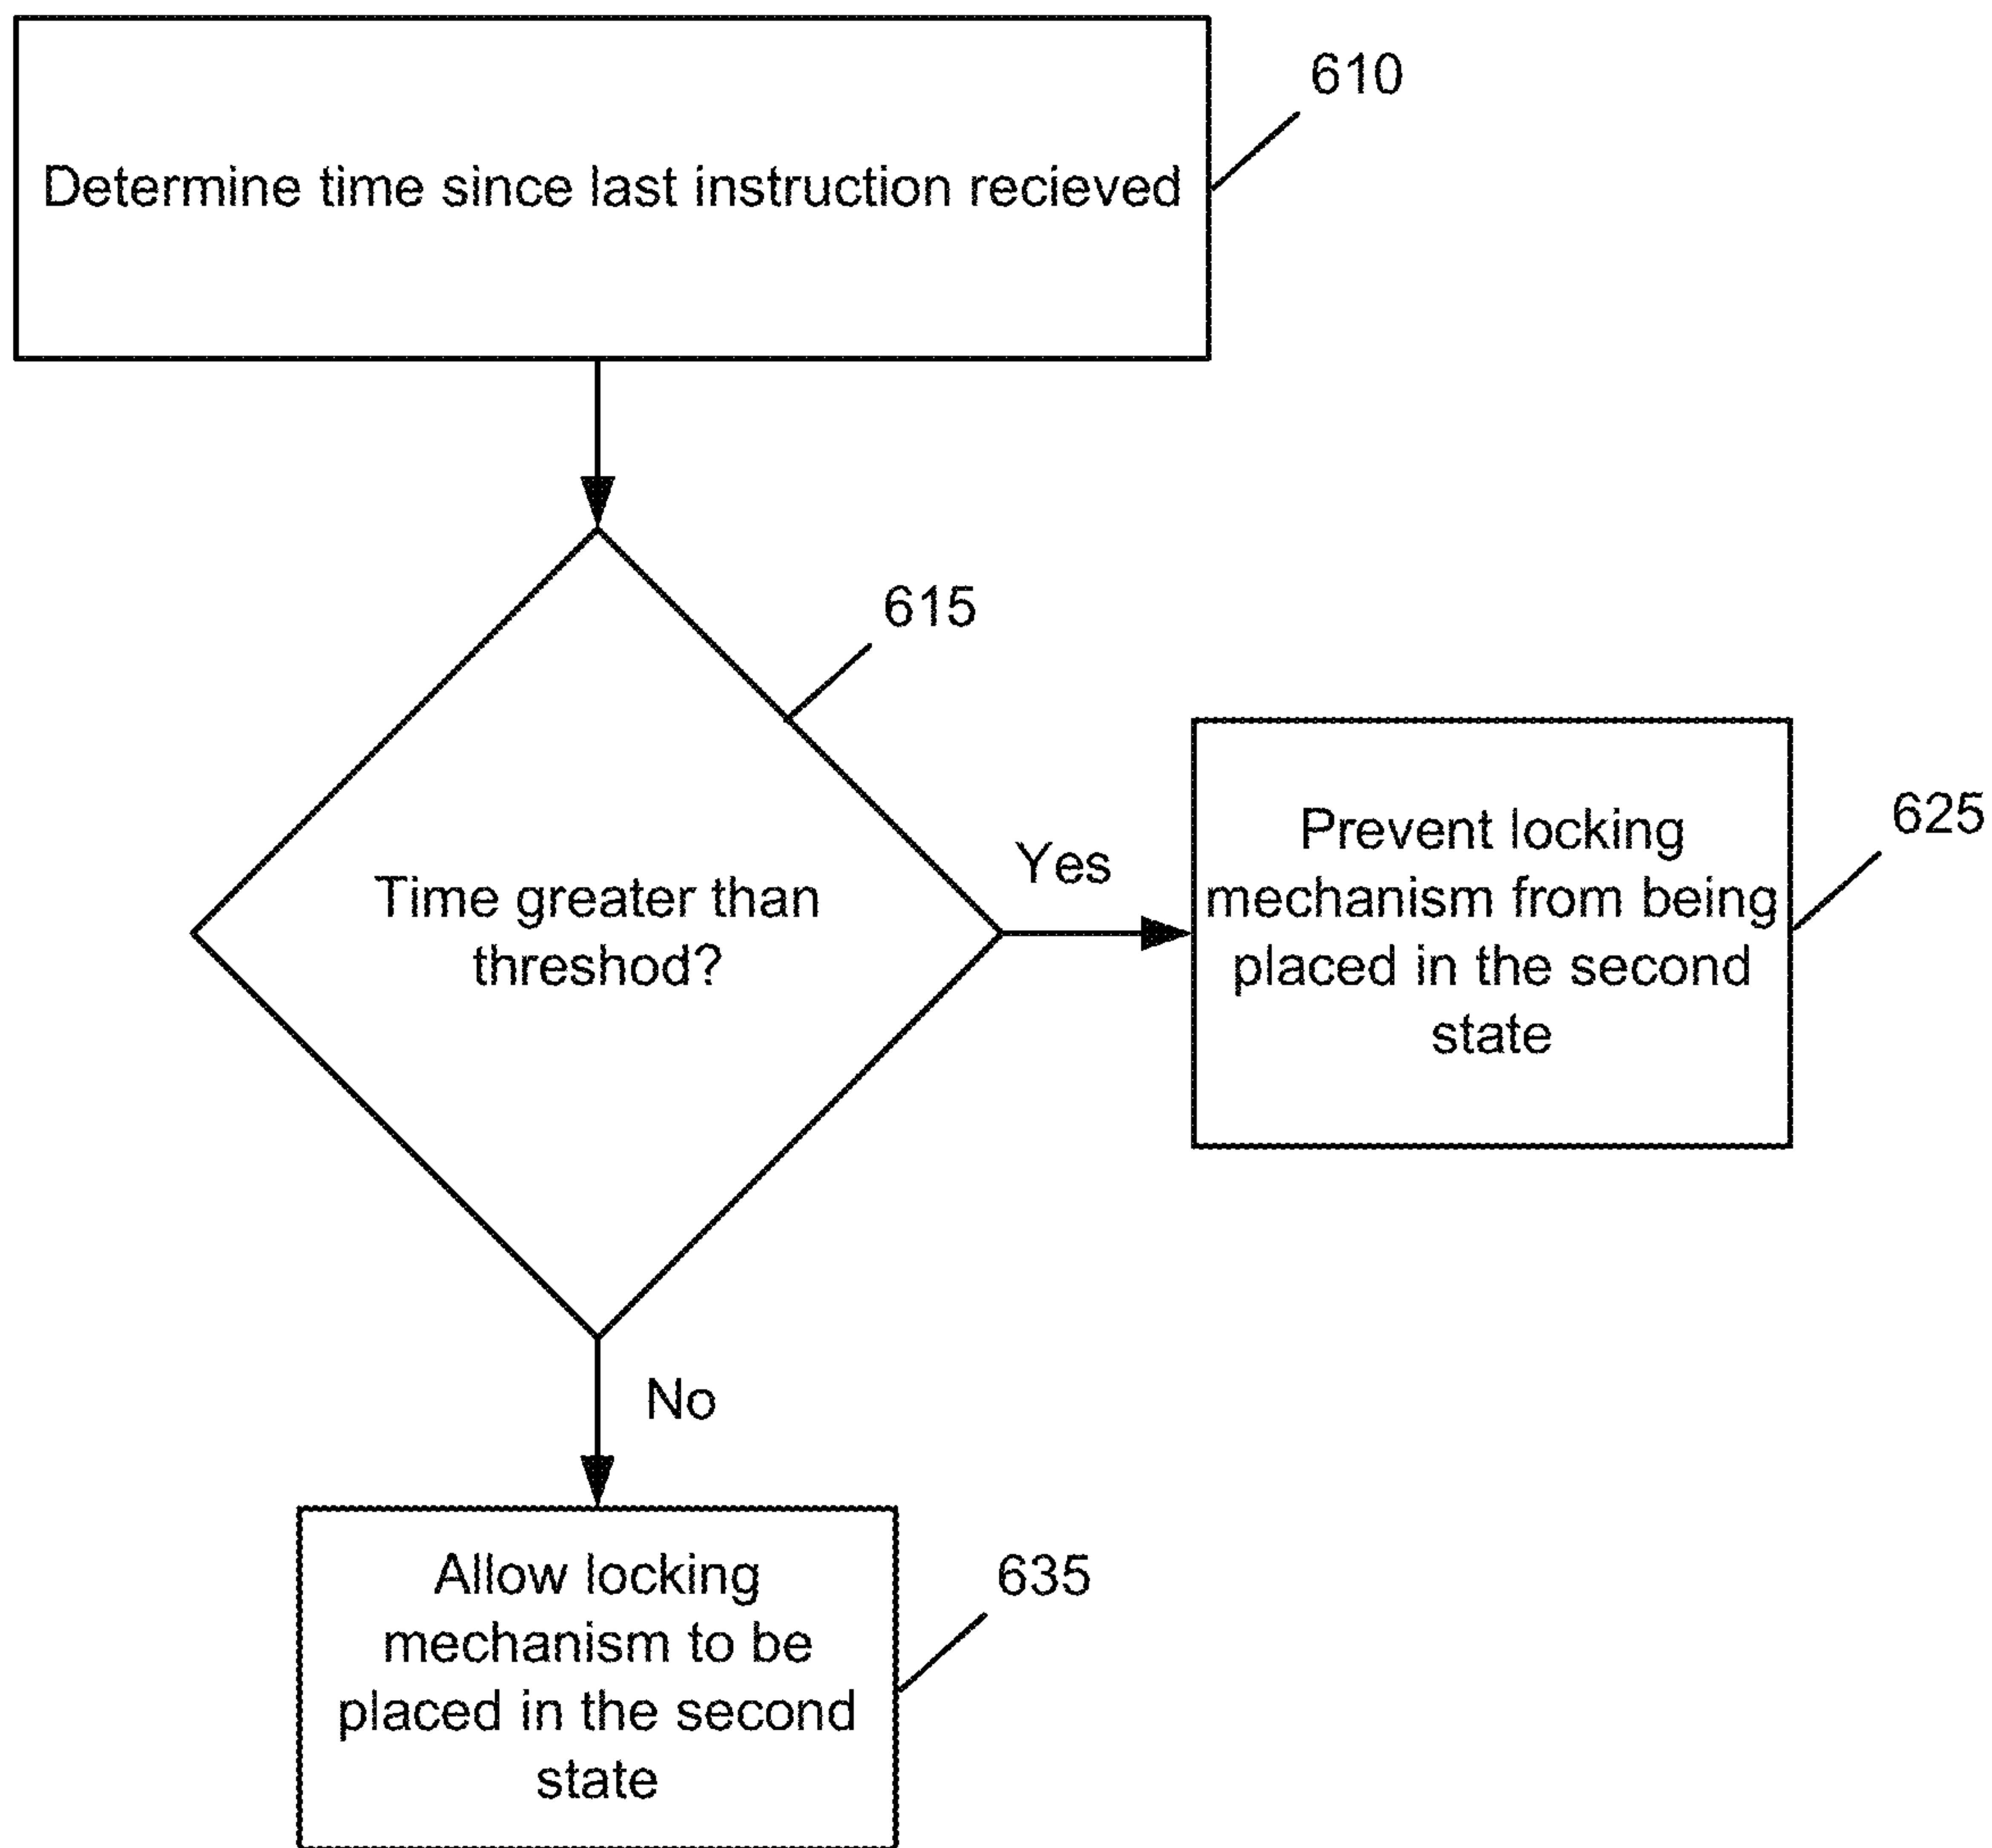 610
Determine time since last instruction recieved
615
Time greater than
threshod?
Yes
Prevent locking
mechanism from being
placed in the second
state
625
No
Allow locking
mechanism to be
placed in the second
state
635